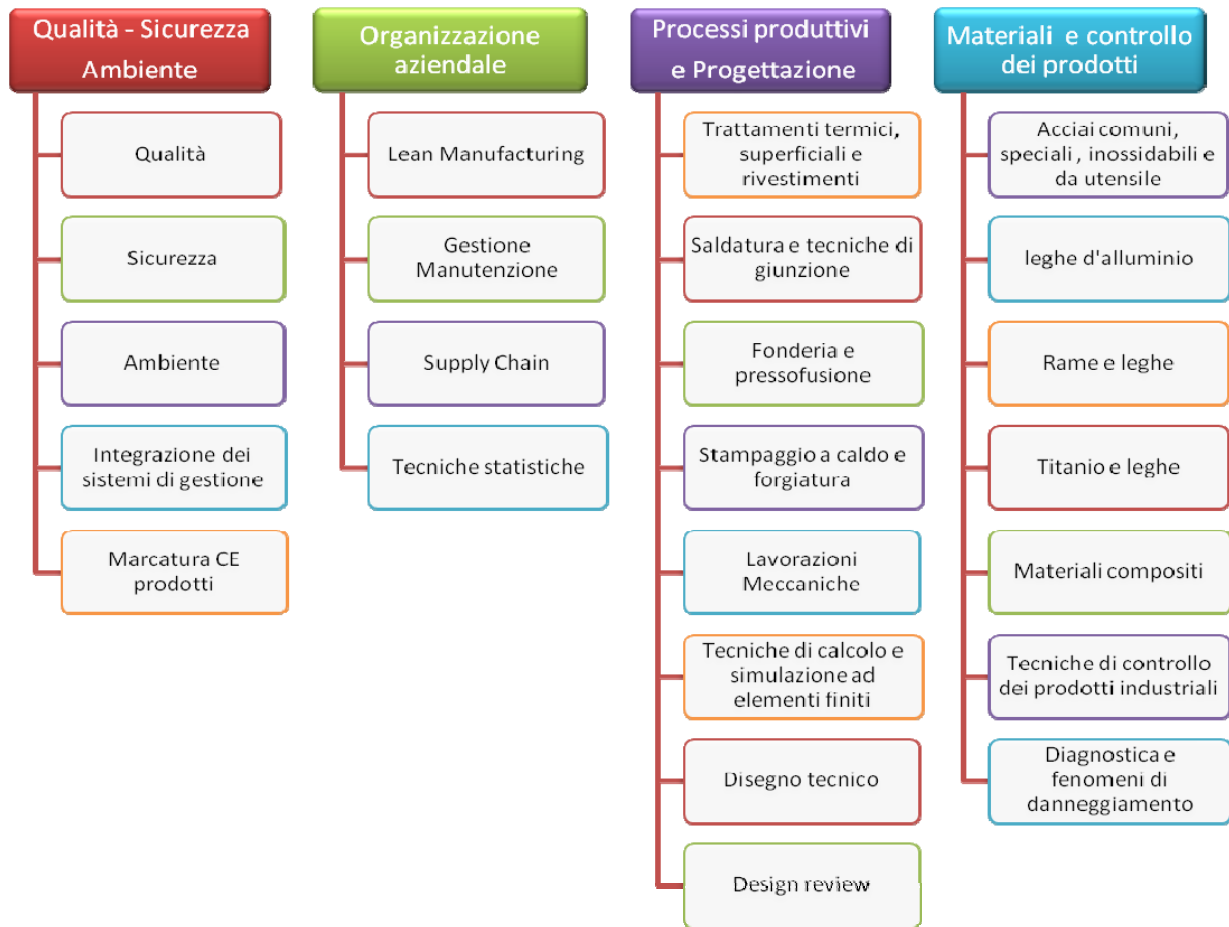 Qualità - Sicurezza
Ambiente
Qualità
Sicurezza
Ambiente
Integrazione dei
sistemi di gestione
Marcatura CE
prodotti
Organizzazione
aziendale
Lean Manufacturing
Gestione
Manutenzione
Supply Chain
Tecniche statistiche
Processi produttivi
e Progettazione
Trattamenti termici,
superficiali e
rivestimenti
Saldatura e tecniche di
giunzione
Fonderia e
pressofusione
Stampaggio a caldo e
forgiatura
Lavorazioni
Meccaniche
Tecniche di calcolo e
simulazione ad
elementi finiti
Disegno tecnico
Design review
Materiali e controllo
dei prodotti
Acciai comuni,
speciali , inossidabili e
da utensile
leghe d'alluminio
Rame e leghe
Titanio e leghe
Materiali compositi
Tecniche di controllo
dei prodotti industriali
Diagnostica e
fenomeni di
danneggiamento